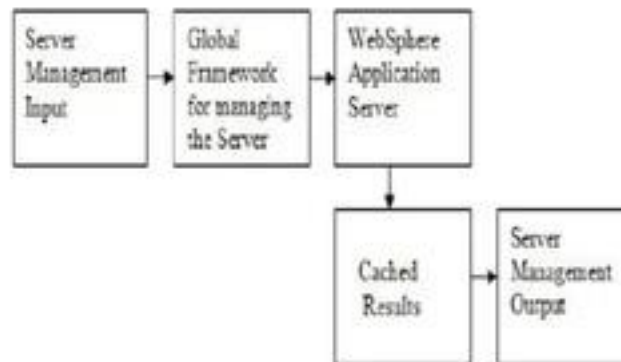 Server
Management
Input
Global
Framework
for managing
the Server
WebSphere
Application
Server
Cached
Results
Server
Management
Output